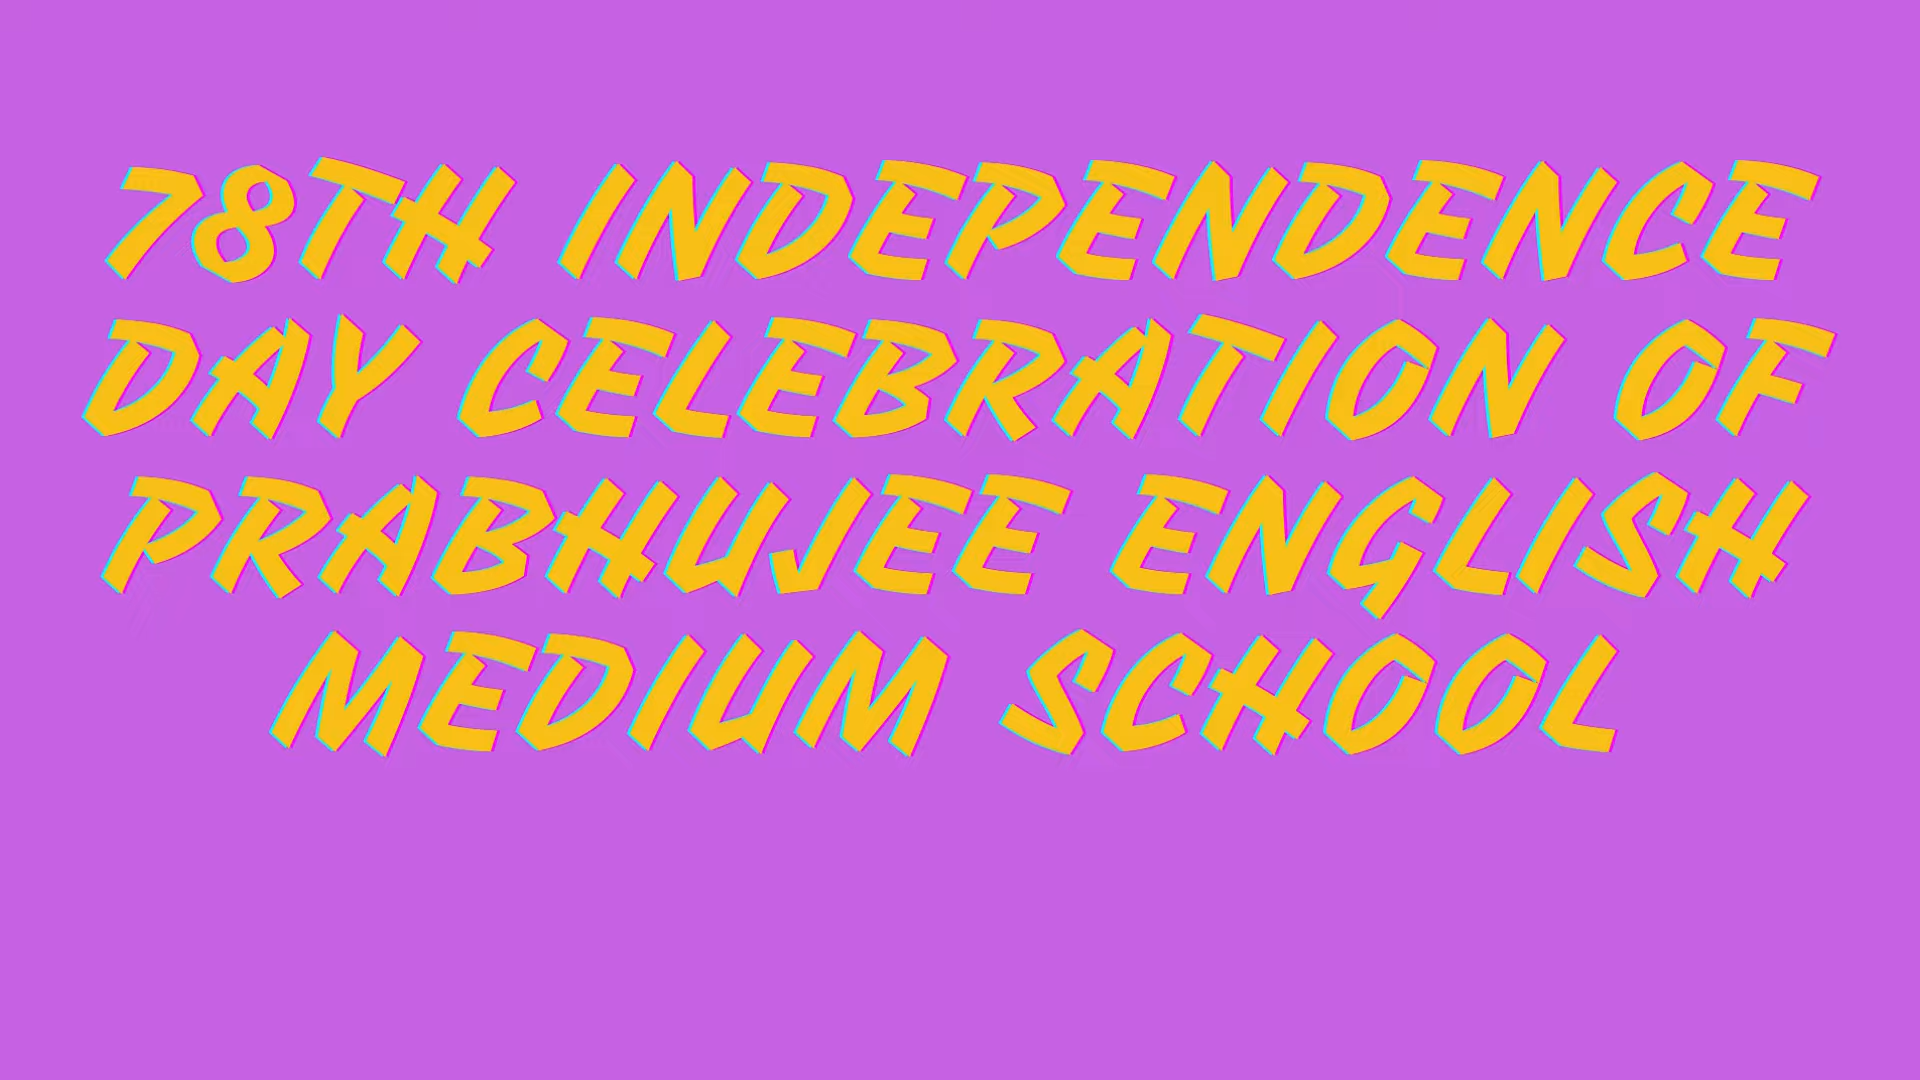 78TH INDEPENDENCE
DAY CELEBRATION OF
PRABHUJEE ENGLISH
MEDIUM SCHOOL